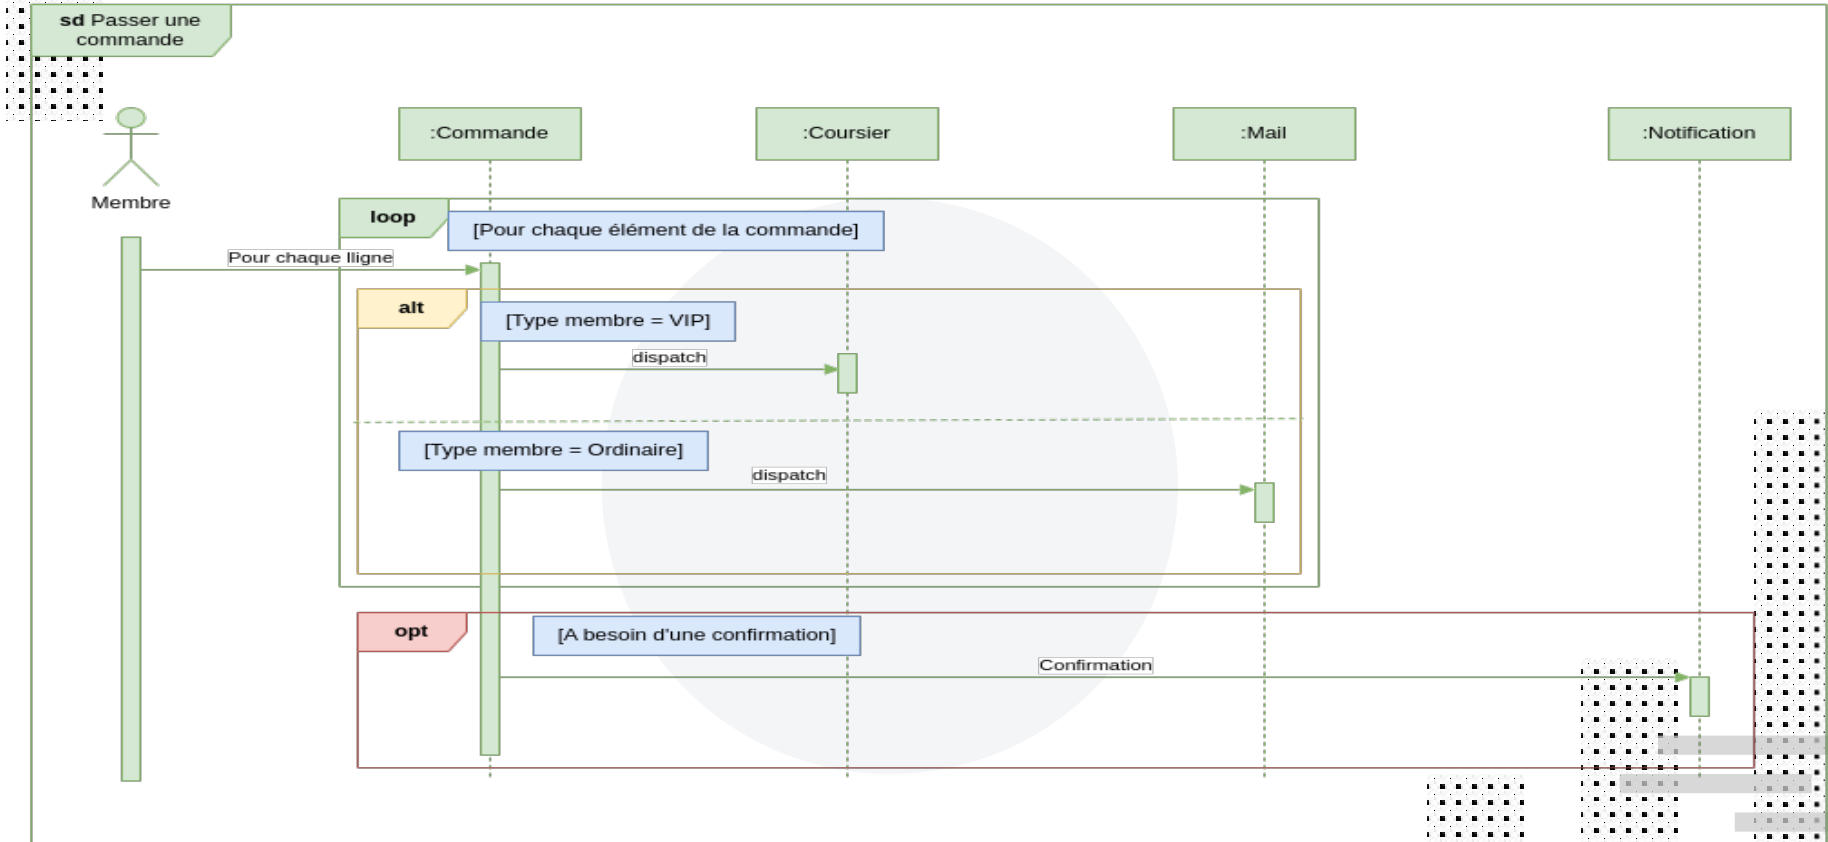 sd Passer une
commande
:Commande
:Coursier
:Mail
:Notification
Membre
loop
[Pour chaque élément de la commande]
Pour chaque lligne
alt
[Type membre = VIP]
dispatch
[Type membre = Ordinaire]
dispatch
opt
[A besoin d'une confirmation]
Confirmation